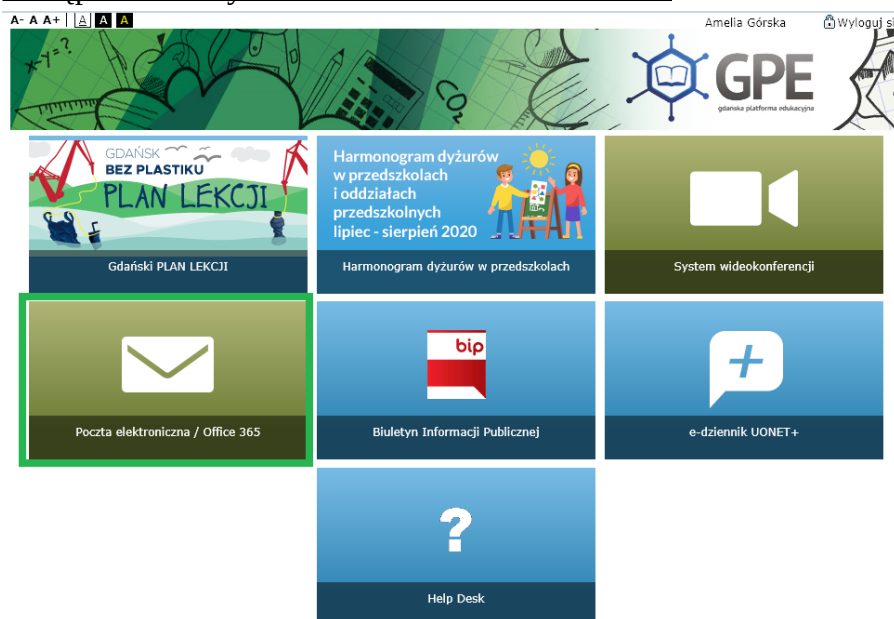 A- A A+ A A A
Amelia Górska
Wyloguj
x-y=?
CO₂
GPE
gdańska platforma edukacyjna
GDAŃSK
BEZ PLASTIKU
PLAN LEKCJI
Gdański PLAN LEKCJI
Harmonogram dyżurów
w przedszkolach
i oddziałach
przedszkolnych
lipiec - sierpień 2020
Harmonogram dyżurów w przedszkolach
System wideokonferencji
Poczta elektroniczna / Office 365
bip
Biuletyn Informacji Publicznej
+
e-dziennik UONET+
?
Help Desk